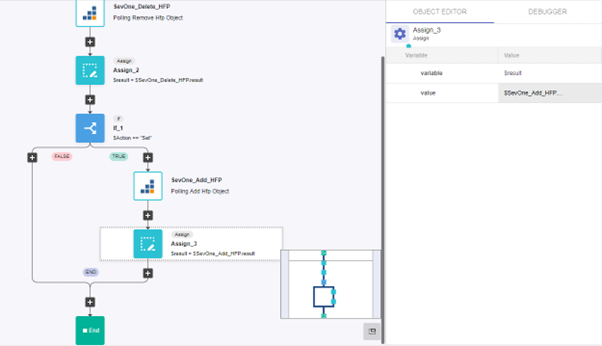 SevOne_Delete_HFP
Polling Remove Hfp Object
Assign
Assign_2
$result = $SevOne_Delete_HFP.result
If
If_1
$Action == "Set"
FALSE
TRUE
SevOne_Add_HFP
Polling Add Hfp Object
Assign
Assign_3
$result = $SevOne_Add_HFP.result
END
End
OBJECT EDITOR
DEBUGGER
Assign_3
Assign
Variable
Value
variable
$result
value
$SevOne_Add_HFP....